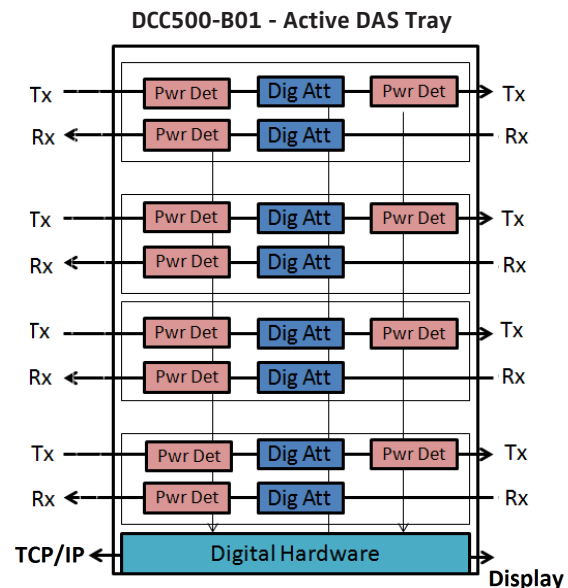 DCC500-B01 - Active DAS Tray
Tx Pwr Det Dig Att Pwr Det Tx
Rx Pwr Det Dig Att Rx
Tx Pwr Det Dig Att Pwr Det Tx
Rx Pwr Det Dig Att Rx
Tx Pwr Det Dig Att Pwr Det Tx
Rx Pwr Det Dig Att Rx
Tx Pwr Det Dig Att Pwr Det Tx
Rx Pwr Det Dig Att Rx
TCP/IP Digital Hardware
Display